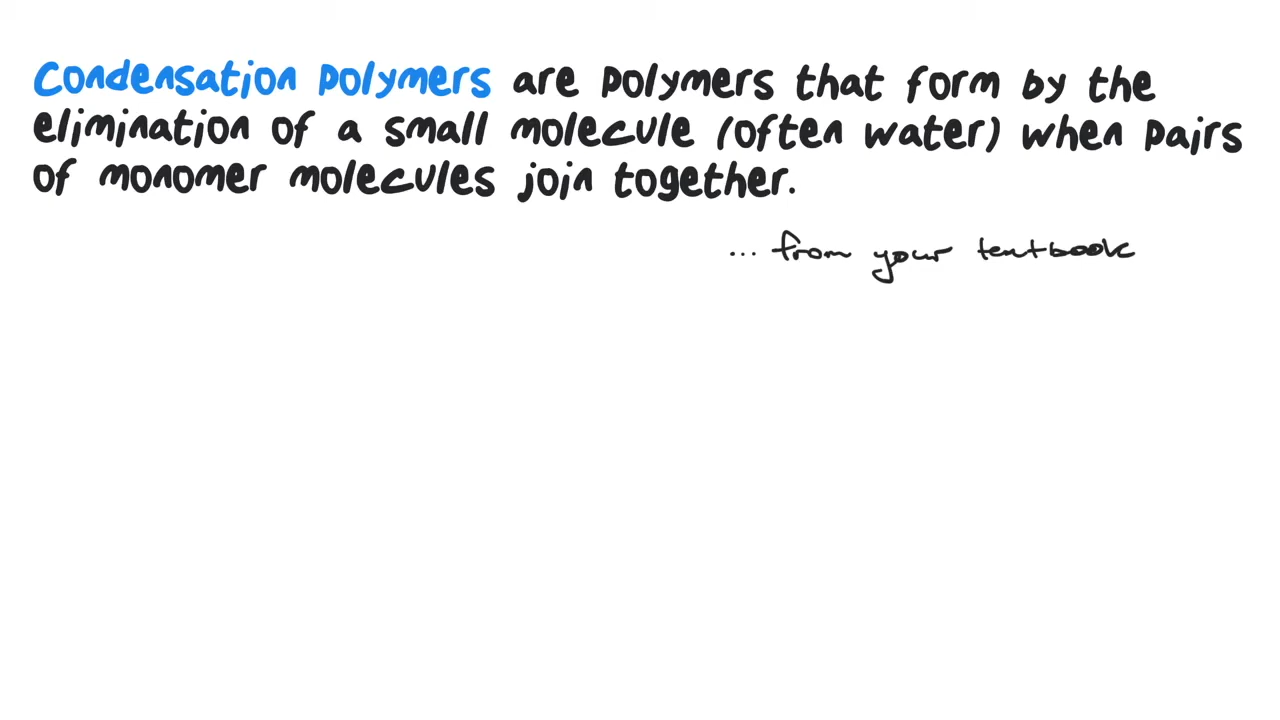 Condensation polymers are polymers that form by the
elimination of a small molecule (often water) when pairs
of monomer molecules join together.
... from your textbook